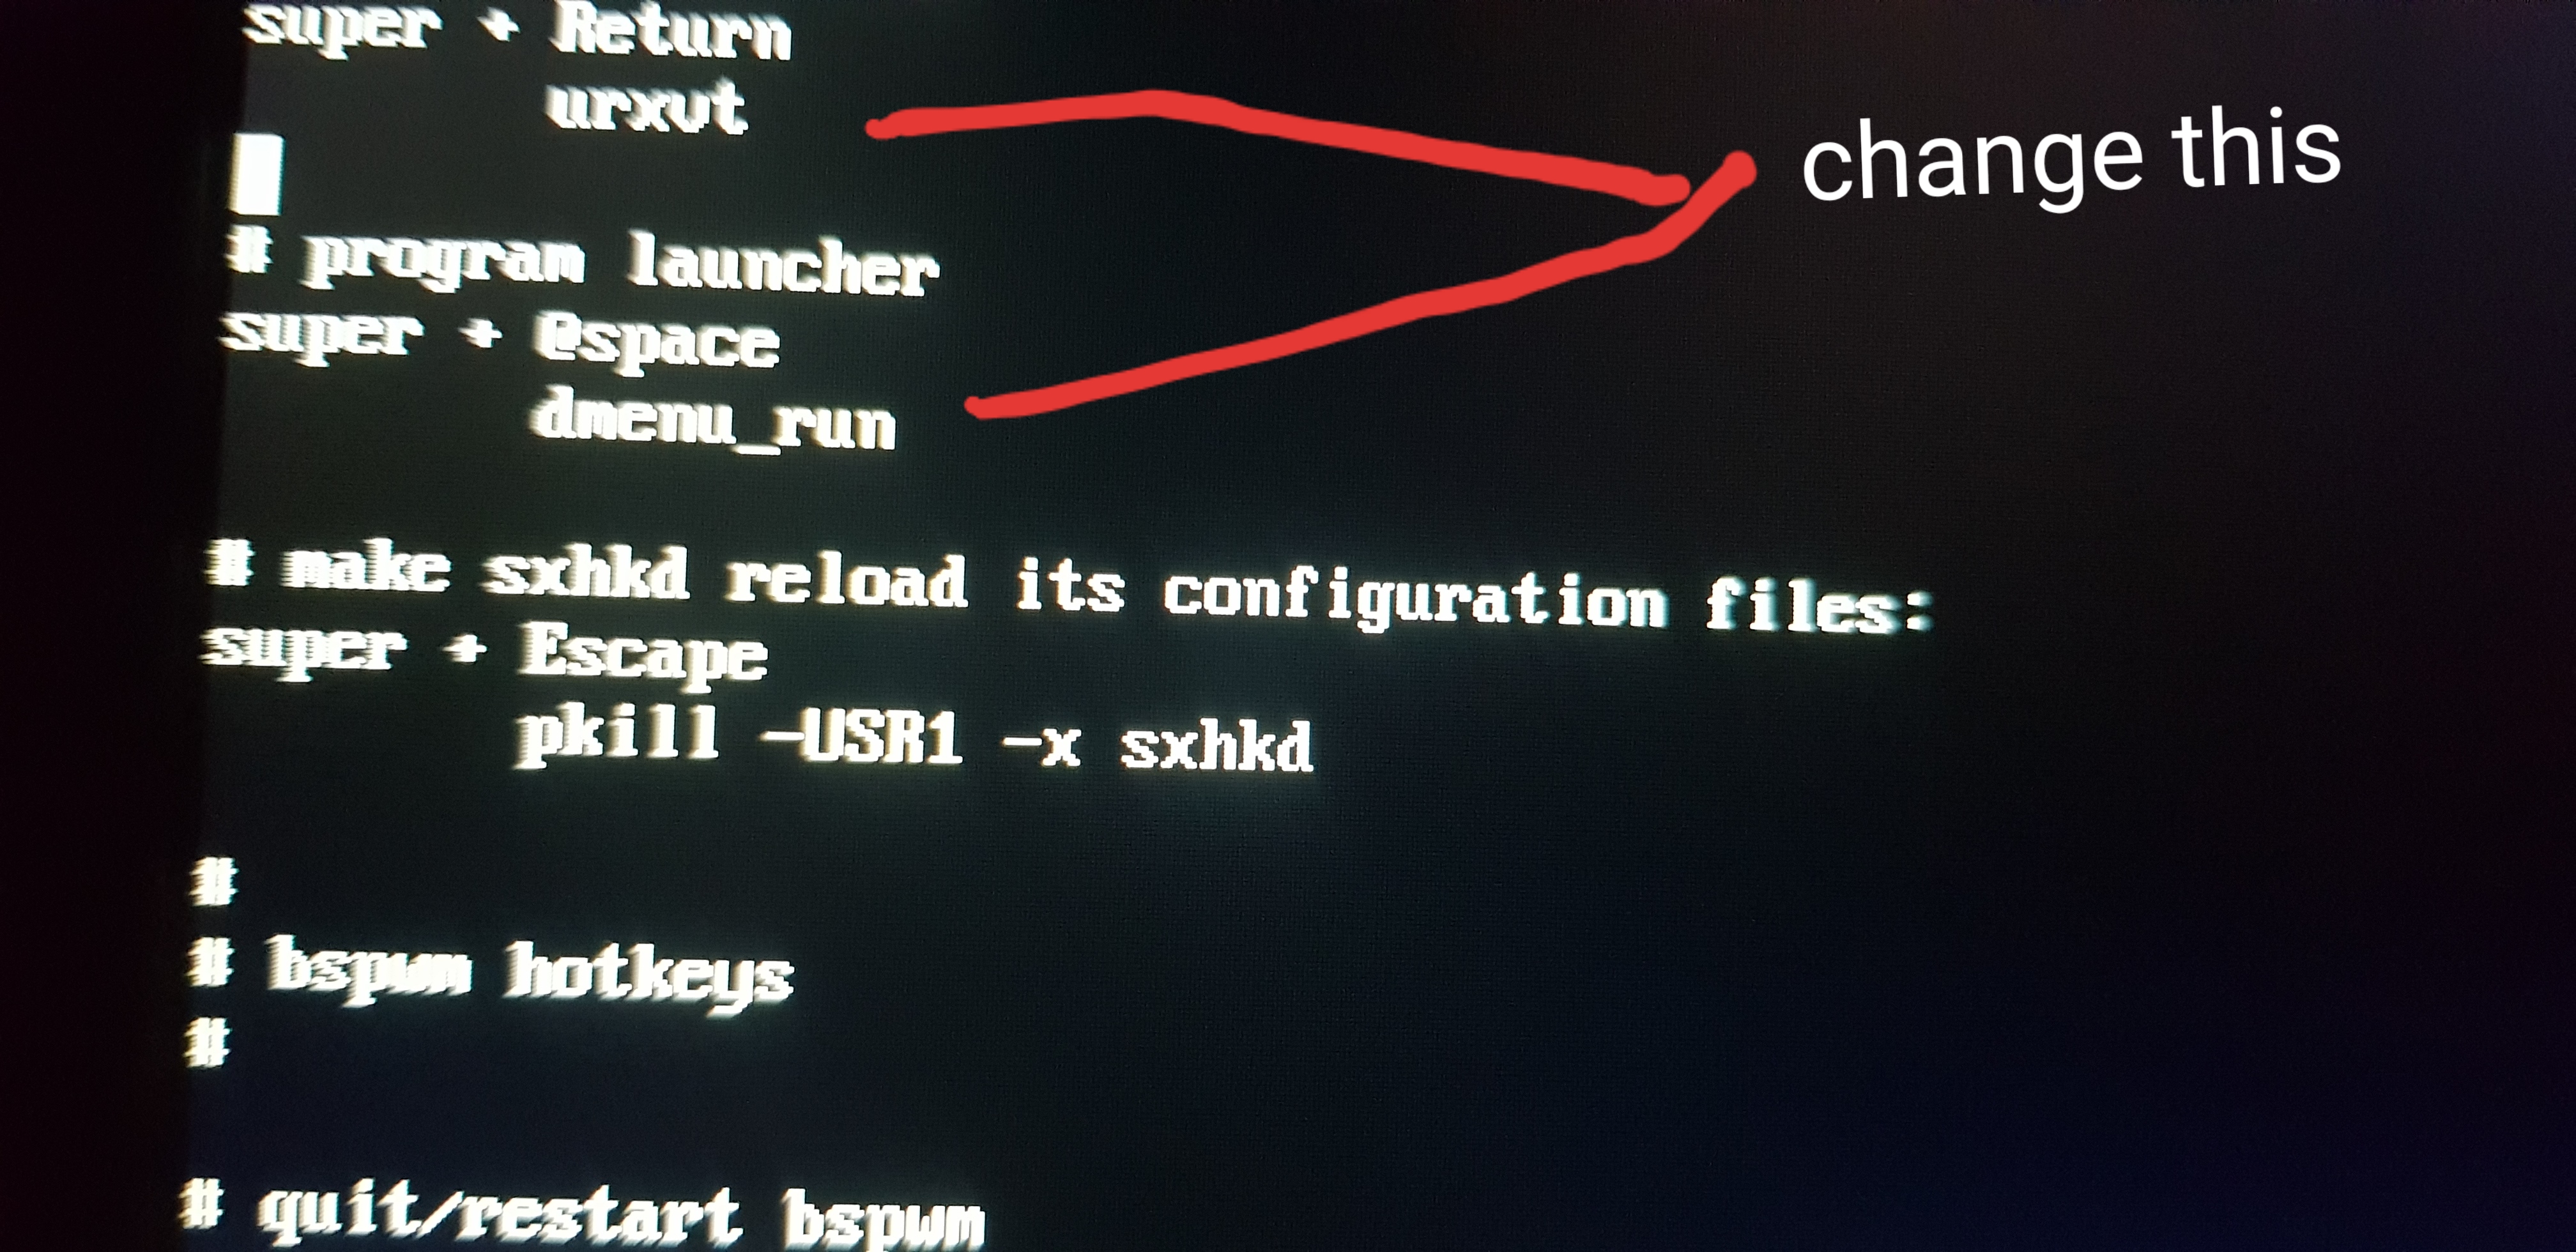 super + Return
urxvt
change this
# program launcher
super + @space
dmenu_run
# make sxhkd reload its configuration files:
super + Escape
pkill -USR1 -x sxhkd
#
# bspwm hotkeys
#
# quit/restart bspwm